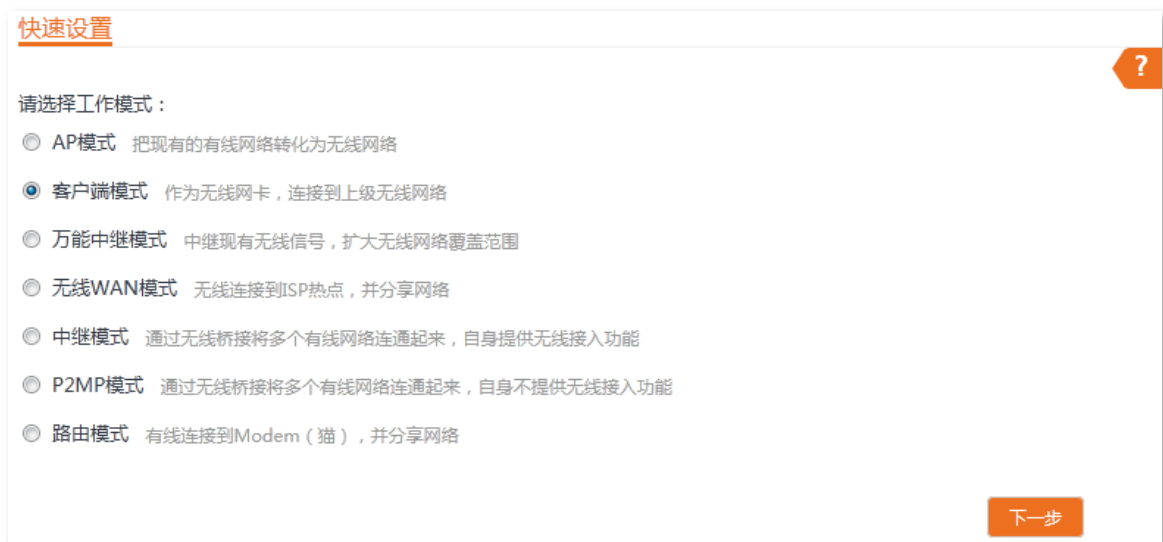 快速设置
?
请选择工作模式：
AP模式 把现有的有线网络转化为无线网络
客户端模式 作为无线网卡，连接到上级无线网络
万能中继模式 中继现有无线信号，扩大无线网络覆盖范围
无线WAN模式 无线连接到ISP热点，并分享网络
中继模式 通过无线桥接将多个有线网络连通起来，自身提供无线接入功能
P2MP模式 通过无线桥接将多个有线网络连通起来，自身不提供无线接入功能
路由模式 有线连接到Modem（猫），并分享网络
下一步